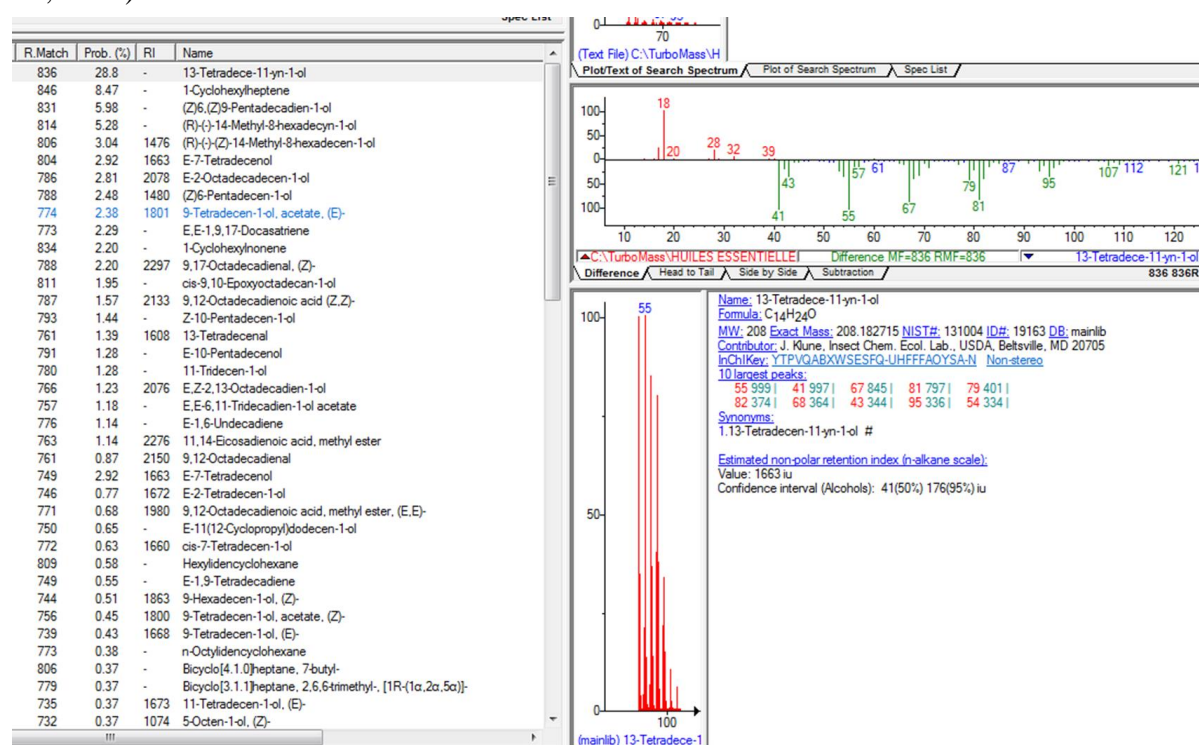 Spec List
R.Match Prob. (%) RI Name
836 28.8 - 13-Tetradece-11-yn-1-ol
846 8.47 - 1-Cyclohexylheptene
831 5.98 - (Z)6,(Z)9-Pentadecadien-1-ol
814 5.28 - (R)-(-)-14-Methyl-8-hexadecyn-1-ol
806 3.04 1476 (R)-(-)-(Z)-14-Methyl-8-hexadecen-1-ol
804 2.92 1663 E-7-Tetradecenol
786 2.81 2078 E-2-Octadecadecen-1-ol
788 2.48 1480 (Z)6-Pentadecen-1-ol
774 2.38 1801 9-Tetradecen-1-ol, acetate, (E)-
773 2.29 - E,E-1,9,17-Docasatriene
834 2.20 - 1-Cyclohexylnonene
788 2.20 2297 9,17-Octadecadienal, (Z)-
811 1.95 - cis-9,10-Epoxyoctadecan-1-ol
787 1.57 2133 9,12-Octadecadienoic acid (Z,Z)-
793 1.44 - Z-10-Pentadecen-1-ol
761 1.39 1608 13-Tetradecenal
791 1.28 - E-10-Pentadecenol
780 1.28 - 11-Tridecen-1-ol
766 1.23 2076 E,Z-2,13-Octadecadien-1-ol
757 1.18 - E,E-6,11-Tridecadien-1-ol acetate
776 1.14 - E-1,6-Undecadiene
763 1.14 2276 11,14-Eicosadienoic acid, methyl ester
761 0.87 2150 9,12-Octadecadienal
749 2.92 1663 E-7-Tetradecenol
746 0.77 1672 E-2-Tetradecen-1-ol
771 0.68 1980 9,12-Octadecadienoic acid, methyl ester, (E,E)-
750 0.65 - E-11(12-Cyclopropyl)dodecen-1-ol
772 0.63 1660 cis-7-Tetradecen-1-ol
809 0.58 - Hexylidencyclohexane
749 0.55 - E-1,9-Tetradecadiene
744 0.51 1863 9-Hexadecen-1-ol, (Z)-
756 0.45 1800 9-Tetradecen-1-ol, acetate, (Z)-
739 0.43 1668 9-Tetradecen-1-ol, (E)-
773 0.38 - n-Octylidencyclohexane
806 0.37 - Bicyclo[4.1.0]heptane, 7-butyl-
779 0.37 - Bicyclo[3.1.1]heptane, 2,6,6-trimethyl-, [1R-(1α,2α,5α)]-
735 0.37 1673 11-Tetradecen-1-ol, (E)-
732 0.37 1074 5-Octen-1-ol, (Z)-
0
70
(Text File) C:\TurboMass\H
Plot/Text of Search Spectrum Plot of Search Spectrum Spec List
100
50
0
50
100
18 20 28 32 39
43 57 61 87 107 112 121
41 55 67 79 81 95
10 20 30 40 50 60 70 80 90 100 110 120
C:\TurboMass\HUILES ESSENTIELLE Difference MF=836 RMF=836 13-Tetradece-11-yn-1-ol
Difference Head to Tail Side by Side Subtraction 836 836R
100
55
50
0
100
(mainlib) 13-Tetradece-1
Name: 13-Tetradece-11-yn-1-ol
Formula: C14H24O
MW: 208 Exact Mass: 208.182715 NIST#: 131004 ID#: 19163 DB: mainlib
Contributor: J. Klune, Insect Chem. Ecol. Lab., USDA, Beltsville, MD 20705
InChIKey: YTPVQABXWSESFQ-UHFFFAOYSA-N Non-stereo
10 largest peaks:
55 999 | 41 997 | 67 845 | 81 797 | 79 401 |
82 374 | 68 364 | 43 344 | 95 336 | 54 334 |
Synonyms:
1.13-Tetradecen-11-yn-1-ol #
Estimated non-polar retention index (n-alkane scale):
Value: 1663 iu
Confidence interval (Alcohols): 41(50%) 176(95%) iu